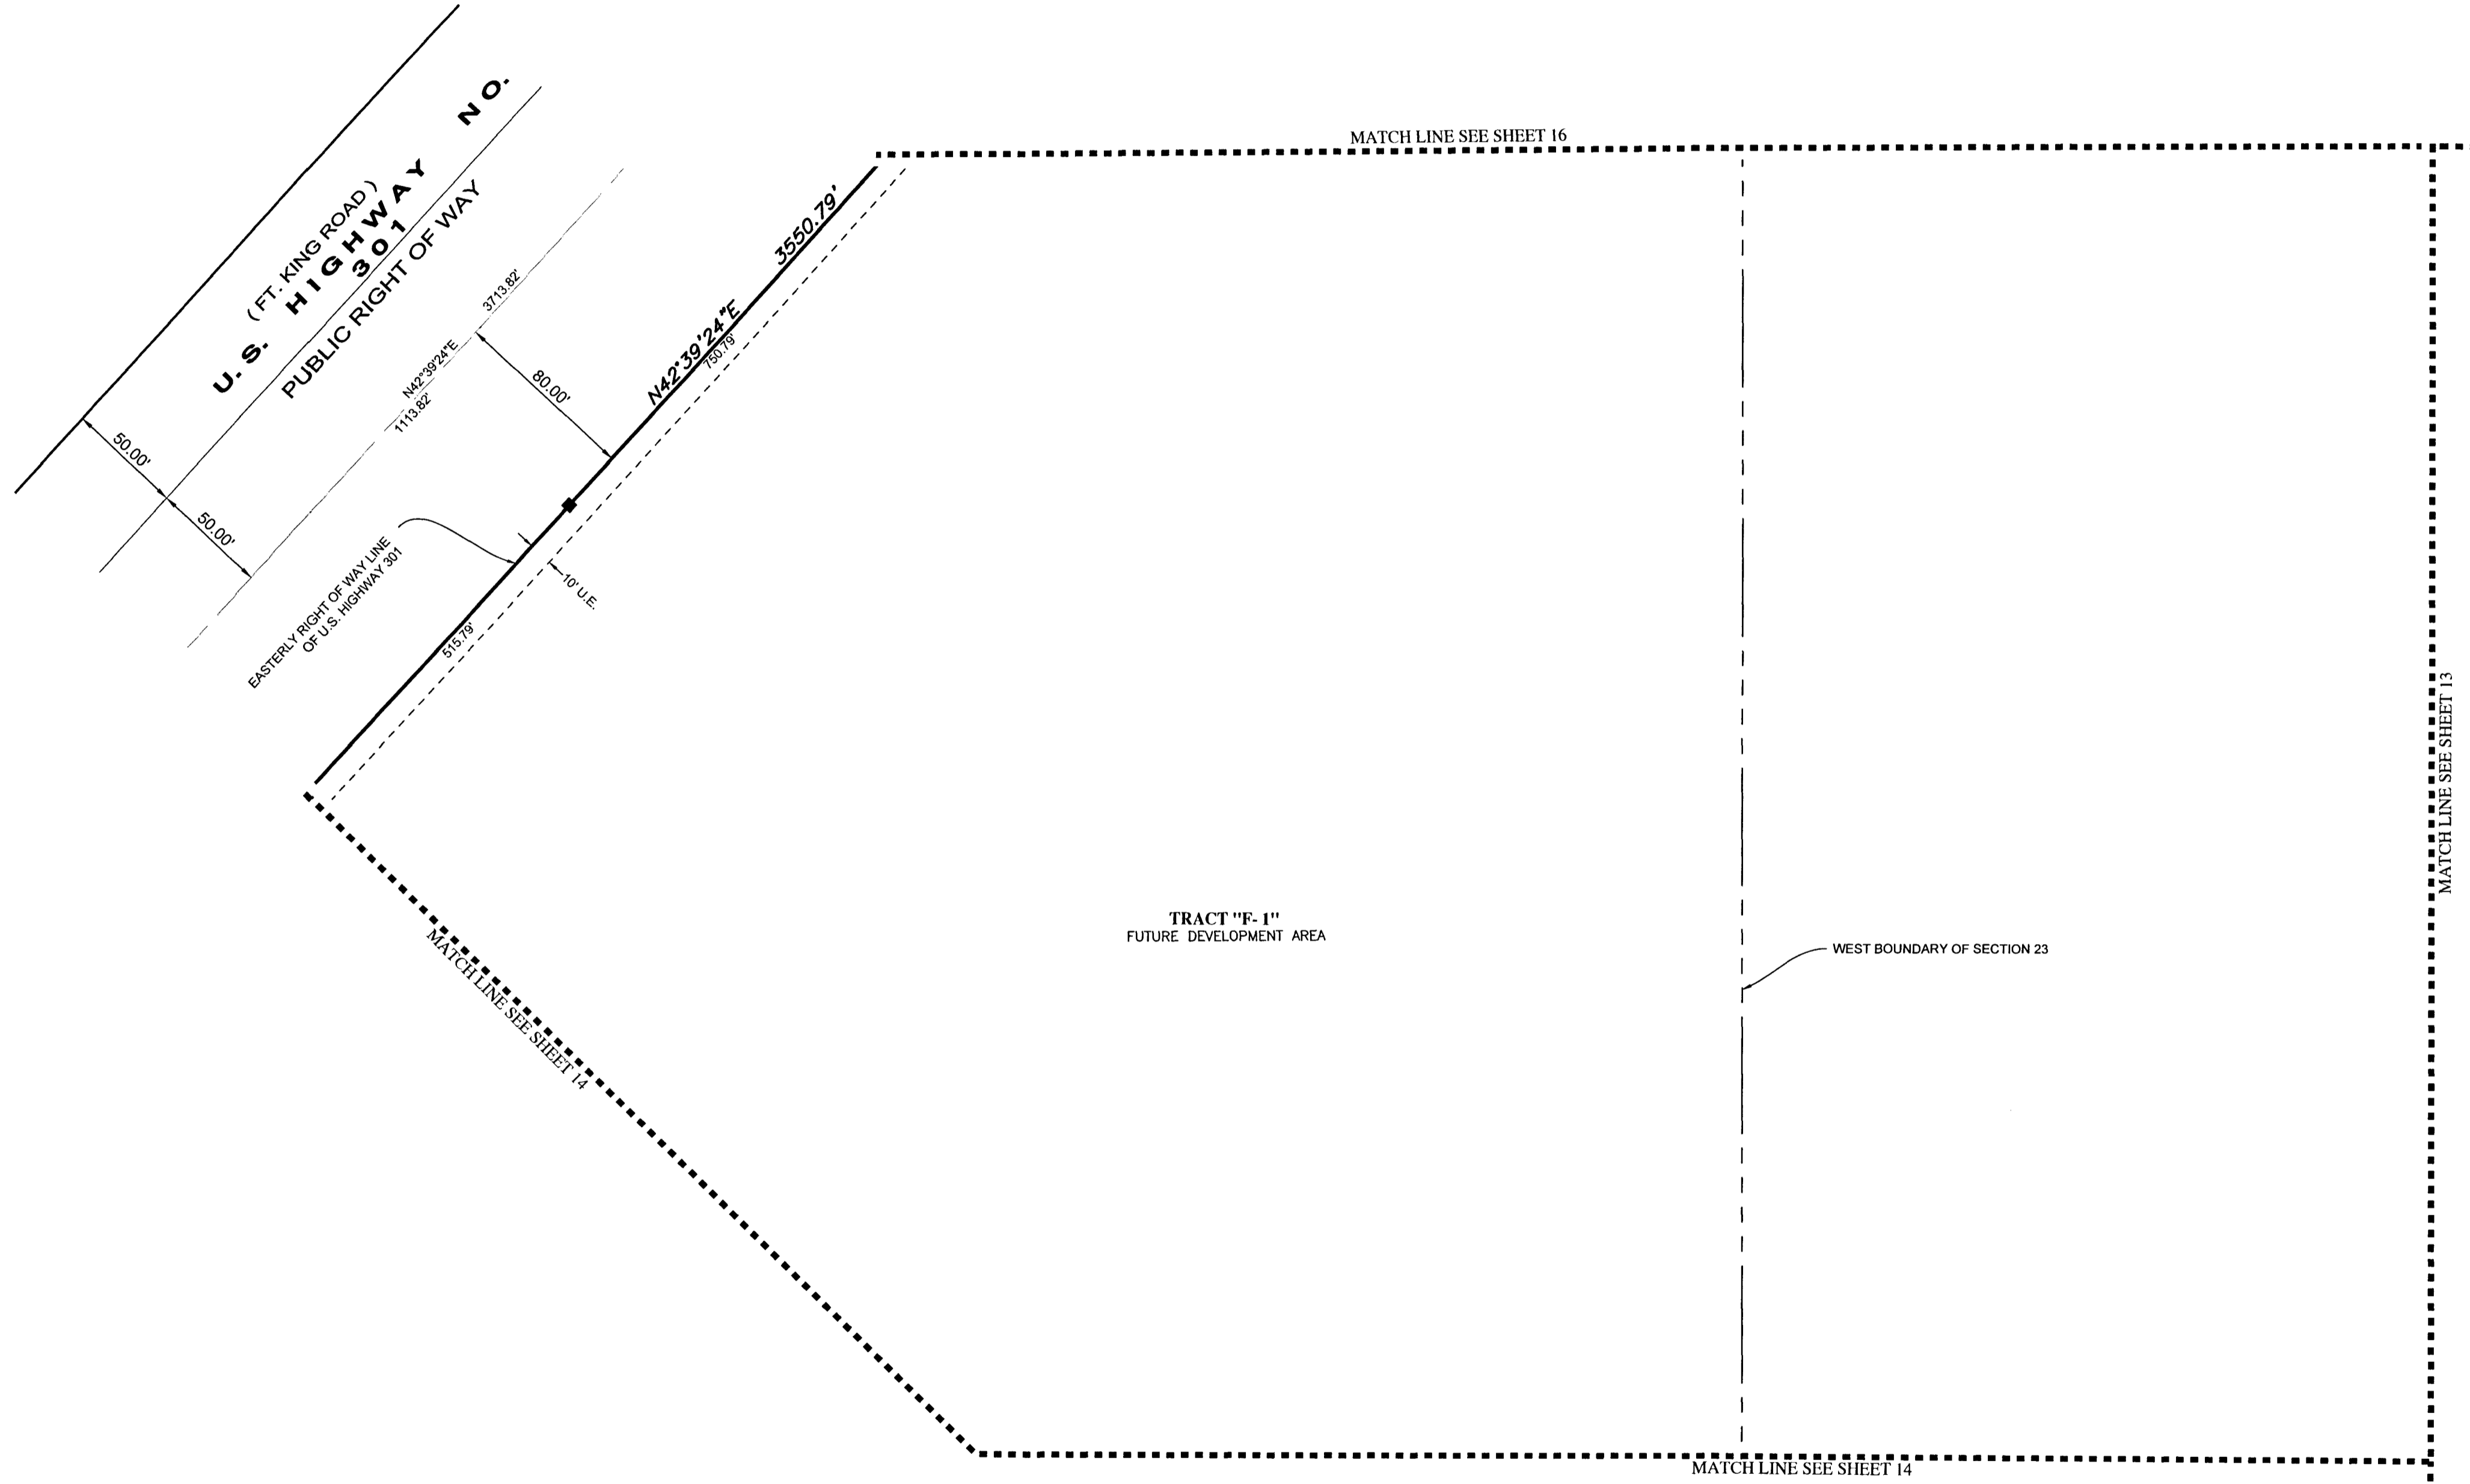 MATCH LINE SEE SHEET 16
(FT. KING ROAD)
U.S. HIGHWAY NO.
301
PUBLIC RIGHT OF WAY
3550.79'
N42°39'24"E
750.79'
3713.82'
N42°39'24"E
1113.82'
80.00'
50.00'
50.00'
EASTERLY RIGHT OF WAY LINE
OF U.S. HIGHWAY 301
10' U.E.
515.79'
MATCH LINE SEE SHEET 13
TRACT "F-1"
FUTURE DEVELOPMENT AREA
WEST BOUNDARY OF SECTION 23
MATCH LINE SEE SHEET 14
MATCH LINE SEE SHEET 14